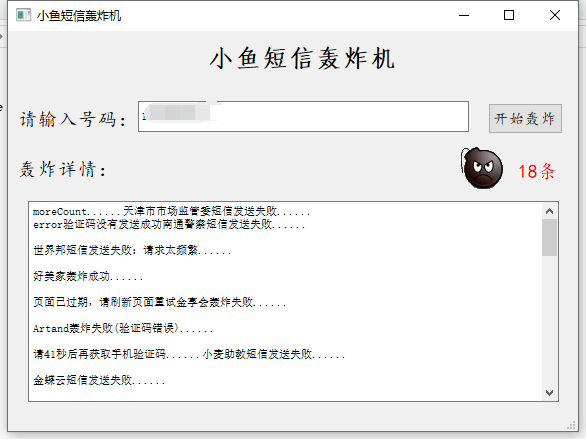 小鱼短信轰炸机
小鱼短信轰炸机
请输入号码：
开始轰炸
轰炸详情：
18条
moreCount......天津市市场监管委短信发送失败......
error验证码没有发送成功南通警察短信发送失败......
世界邦短信发送失败：请求太频繁......
好美家轰炸成功......
页面已过期，请刷新页面重试金享会轰炸失败......
Artand轰炸失败(验证码错误)......
请41秒后再获取手机验证码......小麦助教短信发送失败......
金蝶云短信发送失败......